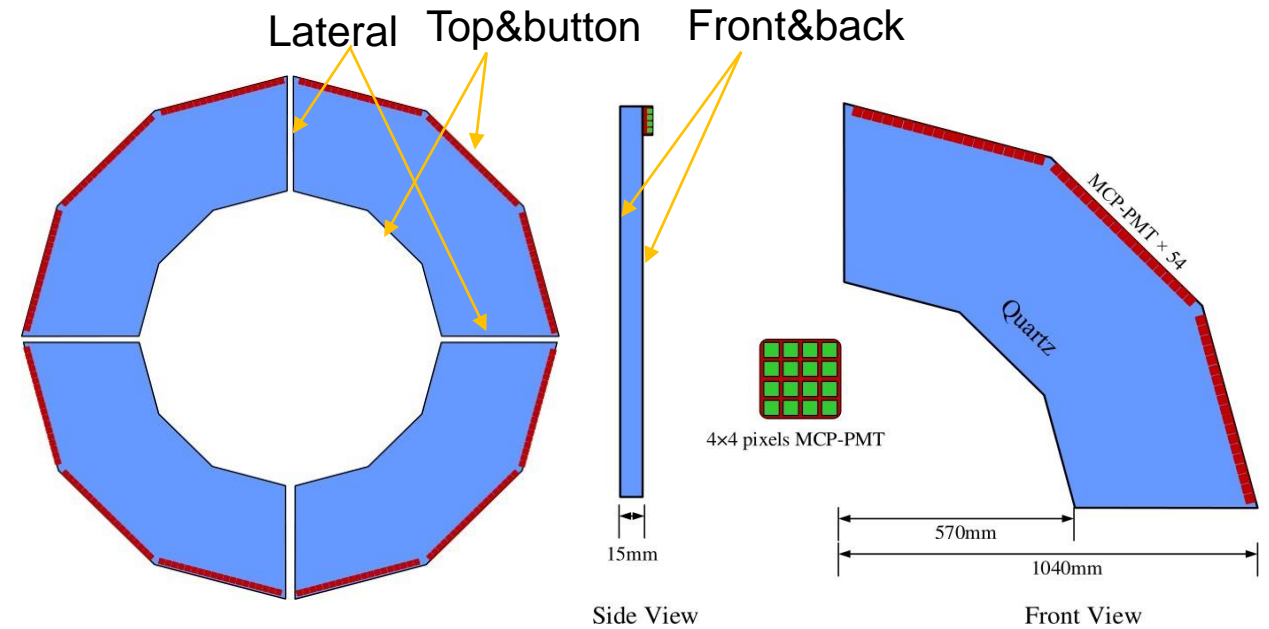 Lateral Top&button Front&back
MCP-PMT × 54
Quartz
4×4 pixels MCP-PMT
570mm
15mm
1040mm
Side View
Front View